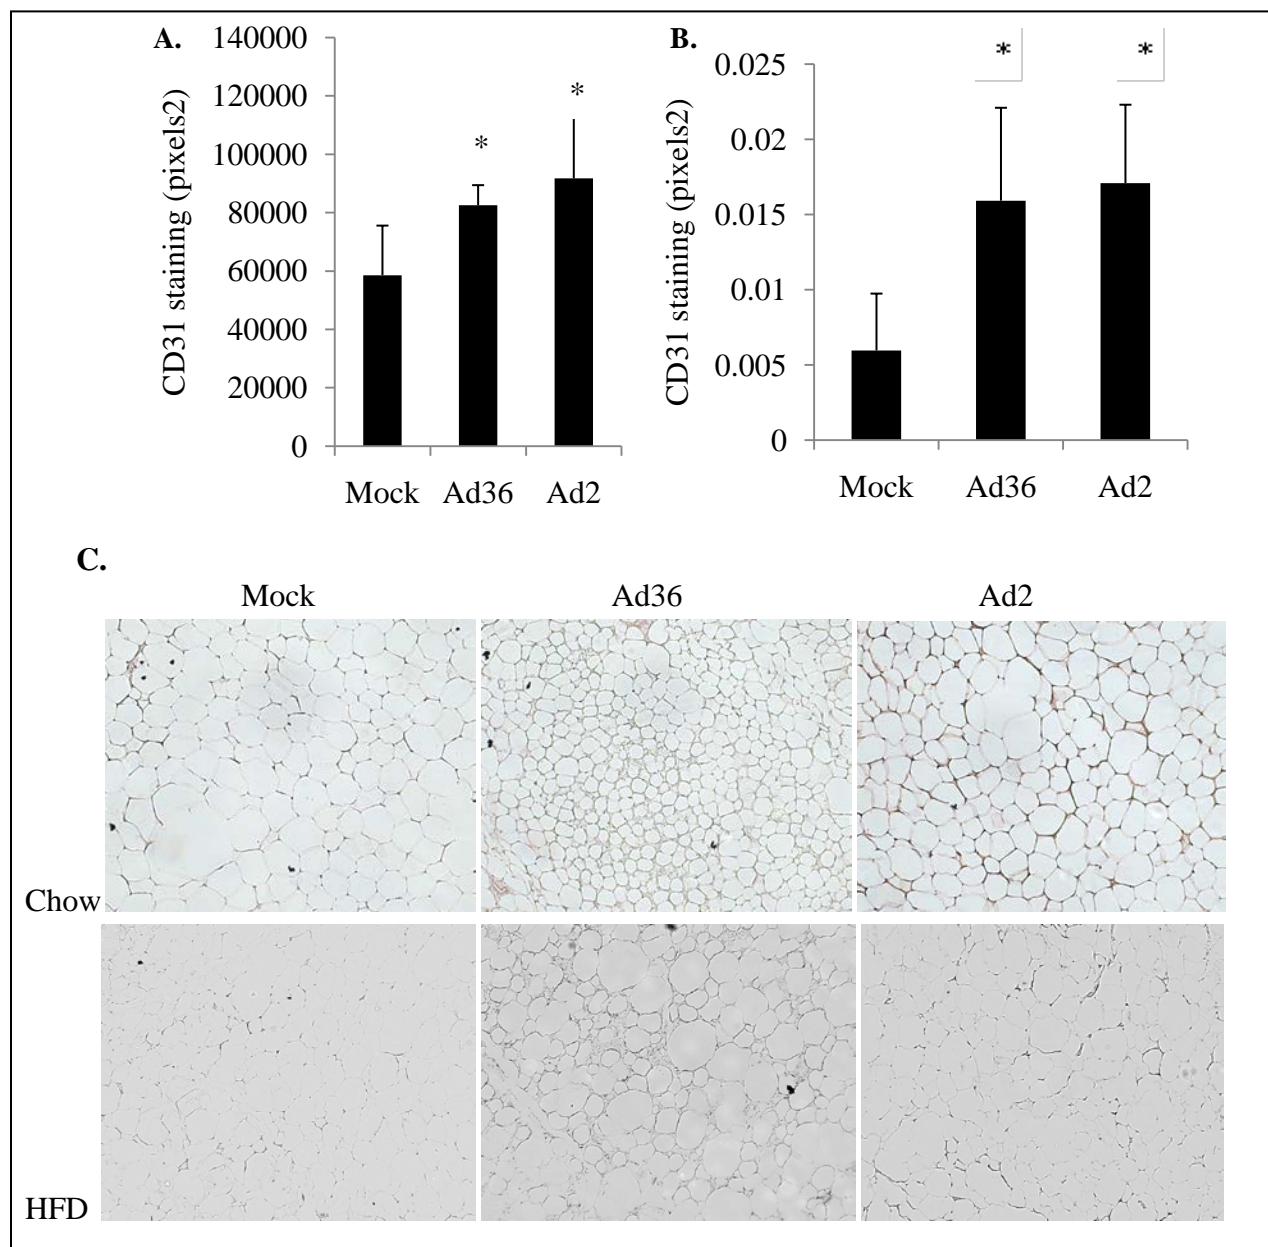 A.
CD31 staining (pixels2)
140000
120000
100000
80000
60000
40000
20000
0
*
*
Mock Ad36 Ad2
B.
CD31 staining (pixels2)
0.025
0.02
0.015
0.01
0.005
0
*
*
Mock Ad36 Ad2
C.
Mock Ad36 Ad2
Chow
HFD